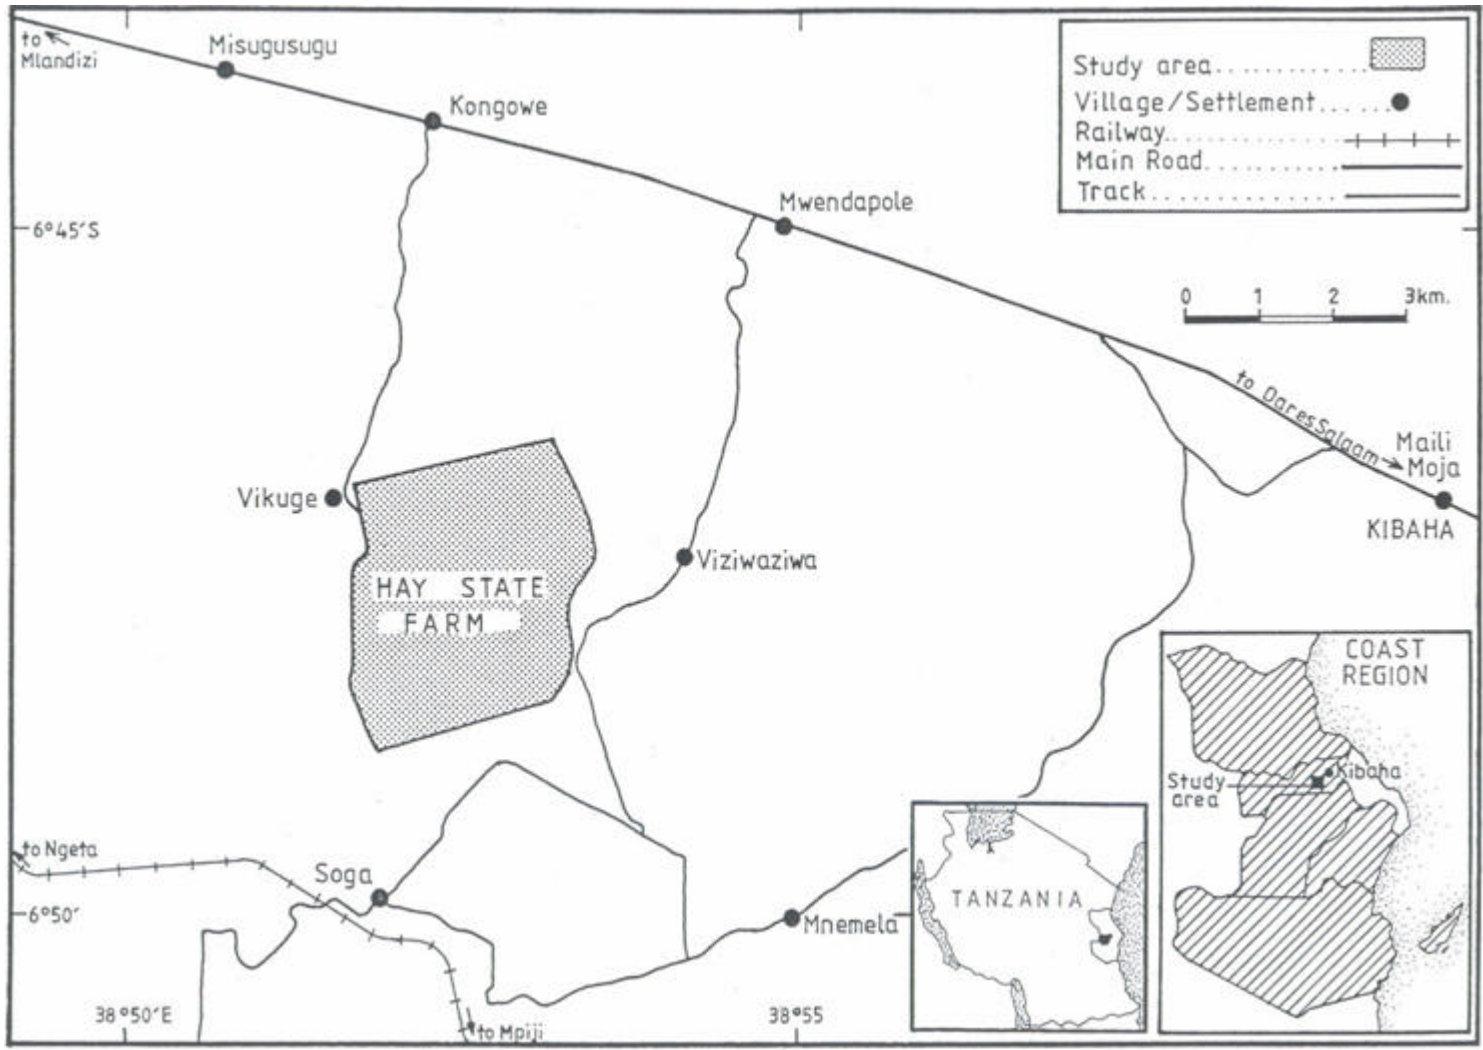 to
Mlandizi
Misugusugu
Kongowe
Mwendapole
Study area
Village/Settlement
Railway
Main Road
Track
6°45'S
0 1 2 3km.
to Dar es Salaam
Maili
Moja
KIBAHA
Vikuge
Viziwaziwa
HAY STATE
FARM
COAST
REGION
Kibaha
Study
area
to Ngeta
Soga
TANZANIA
6°50'
Mnemela
38°50'E
38°55
to Mpiji